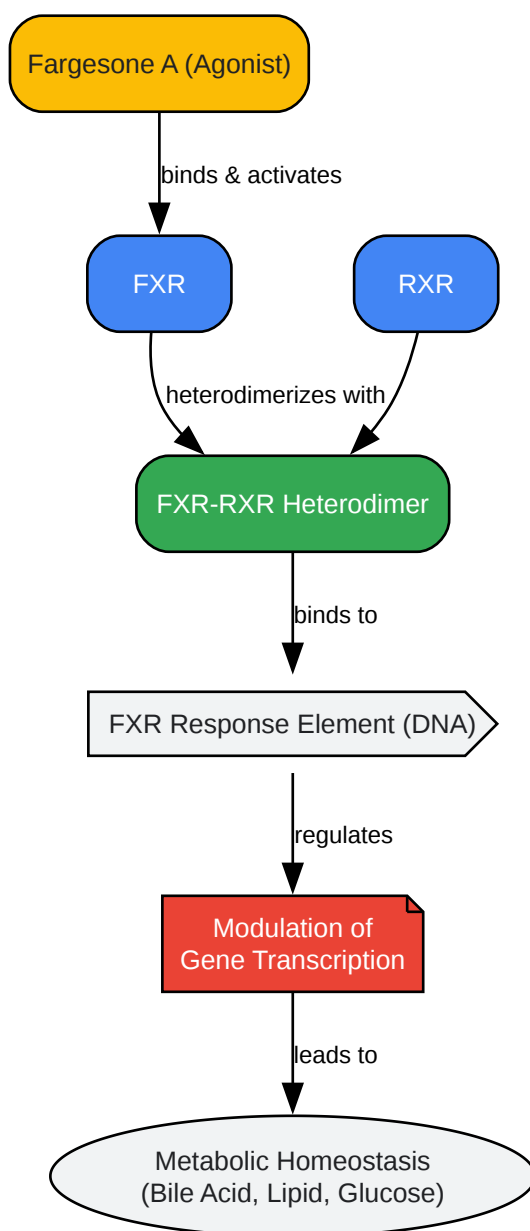 Fargesone A (Agonist)
binds & activates
FXR
RXR
heterodimerizes with
FXR-RXR Heterodimer
binds to
FXR Response Element (DNA)
regulates
Modulation of
Gene Transcription
leads to
Metabolic Homeostasis
(Bile Acid, Lipid, Glucose)